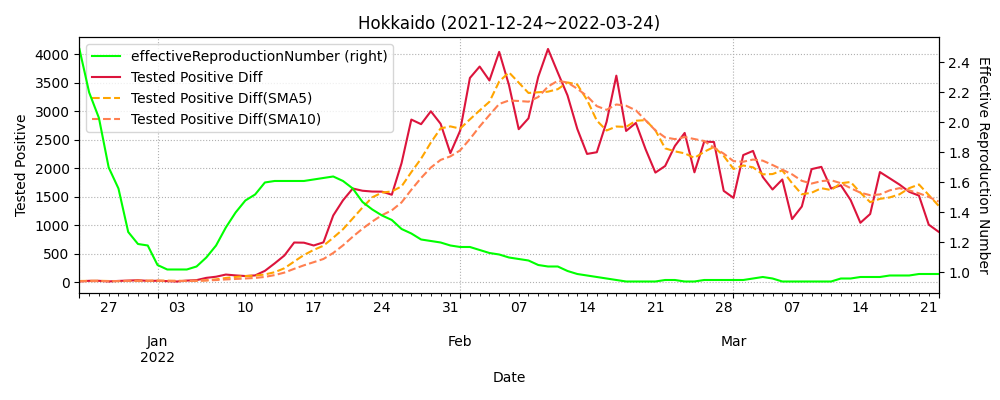 Hokkaido (2021-12-24~2022-03-24)
effectiveReproductionNumber (right)
Tested Positive Diff
Tested Positive Diff(SMA5)
Tested Positive Diff(SMA10)
4000
3500
3000
2500
2000
1500
1000
500
0
Tested Positive
2.4
2.2
2.0
1.8
1.6
1.4
1.2
1.0
Effective Reproduction Number
27 03 10 17 24 31 07 14 21 28 07 14 21
Jan Feb Mar
2022
Date